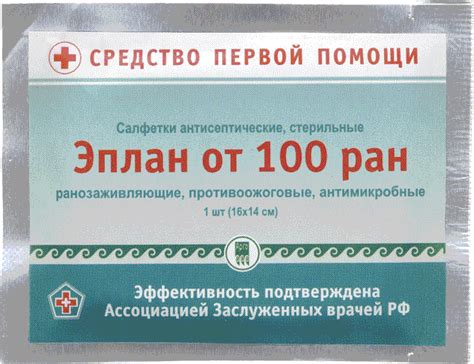 СРЕДСТВО ПЕРВОЙ ПОМОЩИ
Салфетки антисептические, стерильные
Эплан от 100 ран
ранозаживляющие, противоожоговые, антимикробные
1 шт (16х14 см)
Эффективность подтверждена
Ассоциацией Заслуженных врачей РФ